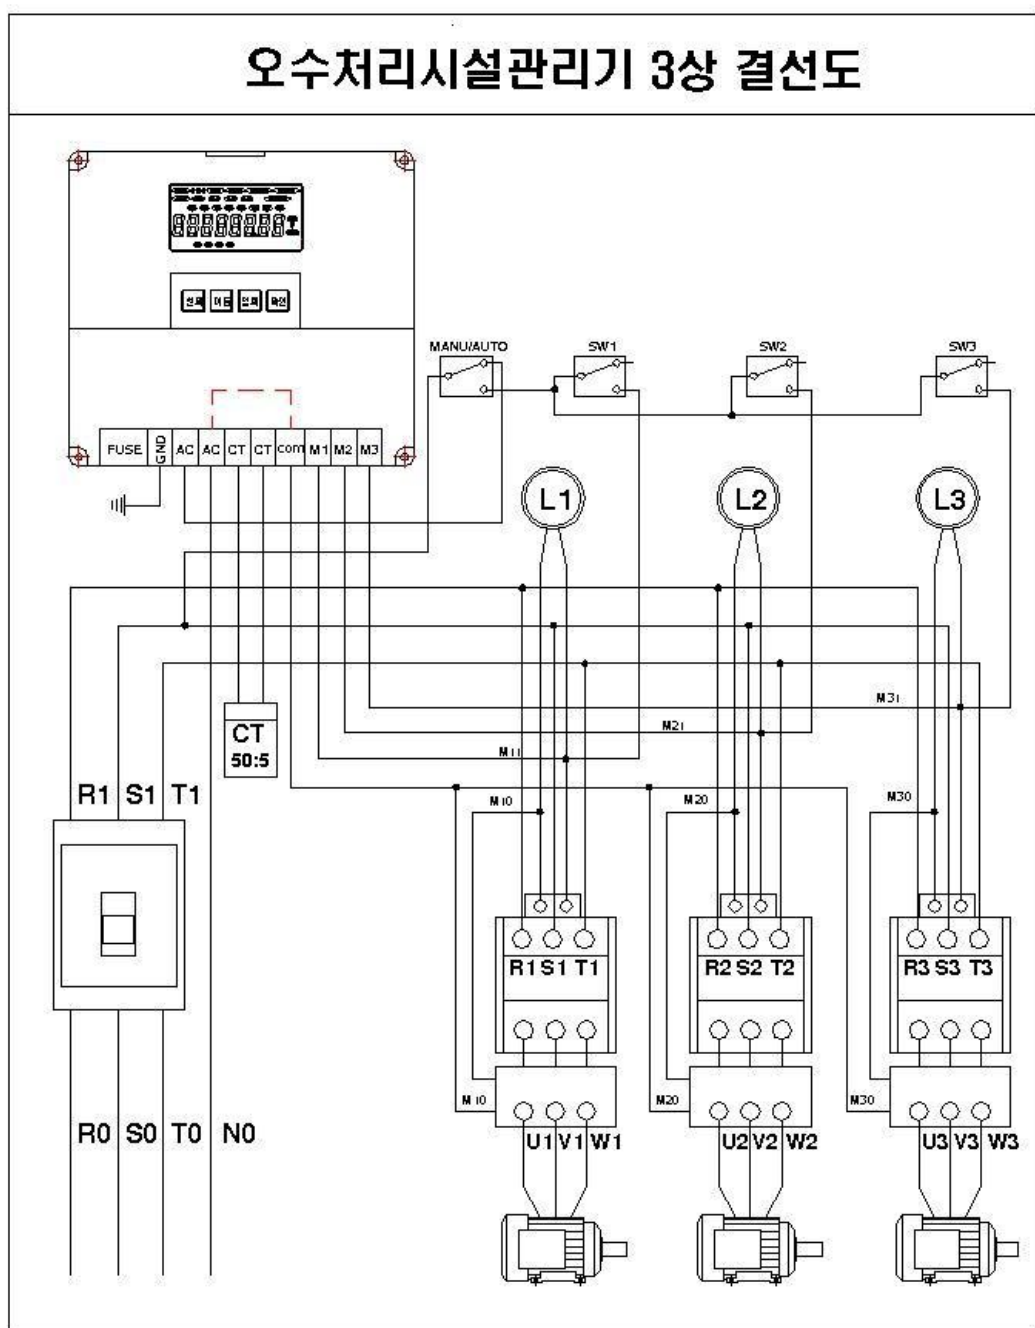 오수처리시설관리기 3상 결선도
MANU/AUTO SW1 SW2 SW3
FUSE GND AC AC CT CT com M1 M2 M3
L1 L2 L3
M31
CT
50:5
M21
M11
R1 S1 T1
M10 M20 M30
R1 S1 T1 R2 S2 T2 R3 S3 T3
M10 M20 M30
R0 S0 T0 N0
U1 V1 W1 U2 V2 W2 U3 V3 W3